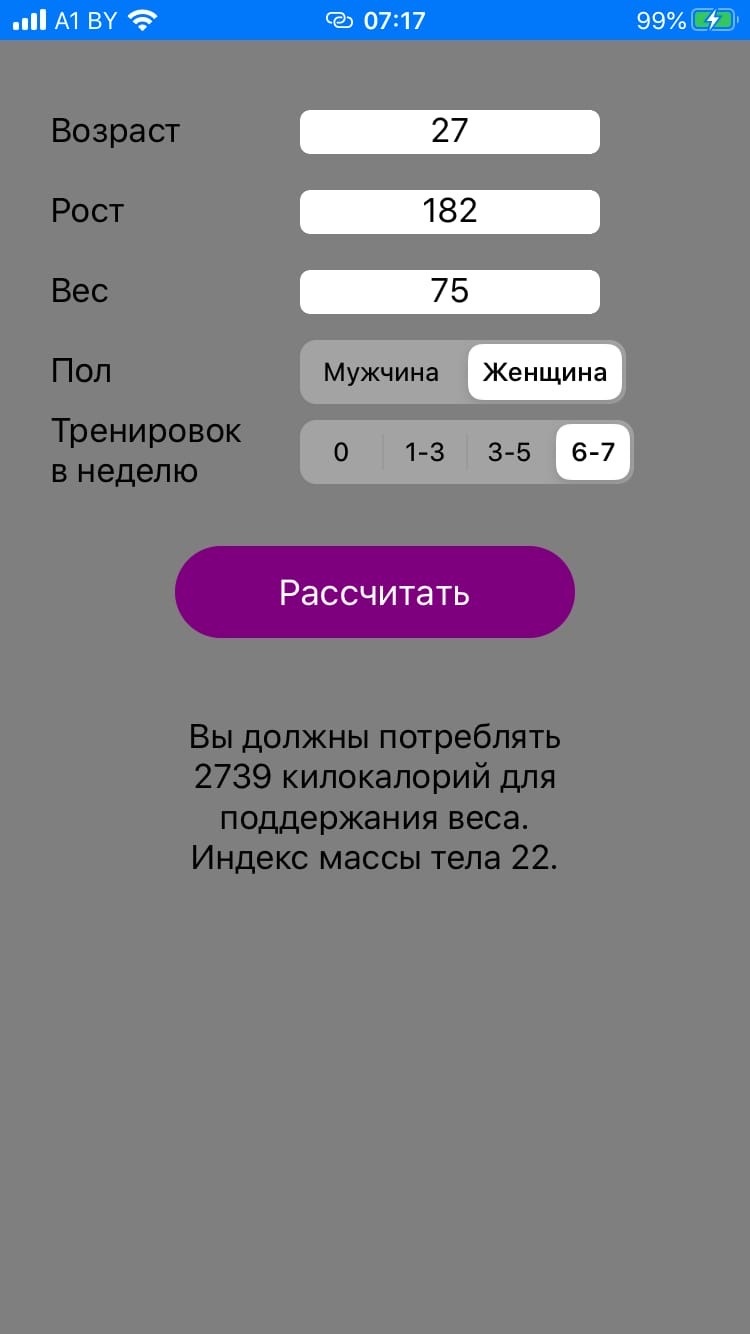 A1 BY 07:17 99%
Возраст 27
Рост 182
Вес 75
Пол Мужчина Женщина
Тренировок
в неделю 0 1-3 3-5 6-7
Рассчитать
Вы должны потреблять
2739 килокалорий для
поддержания веса.
Индекс массы тела 22.